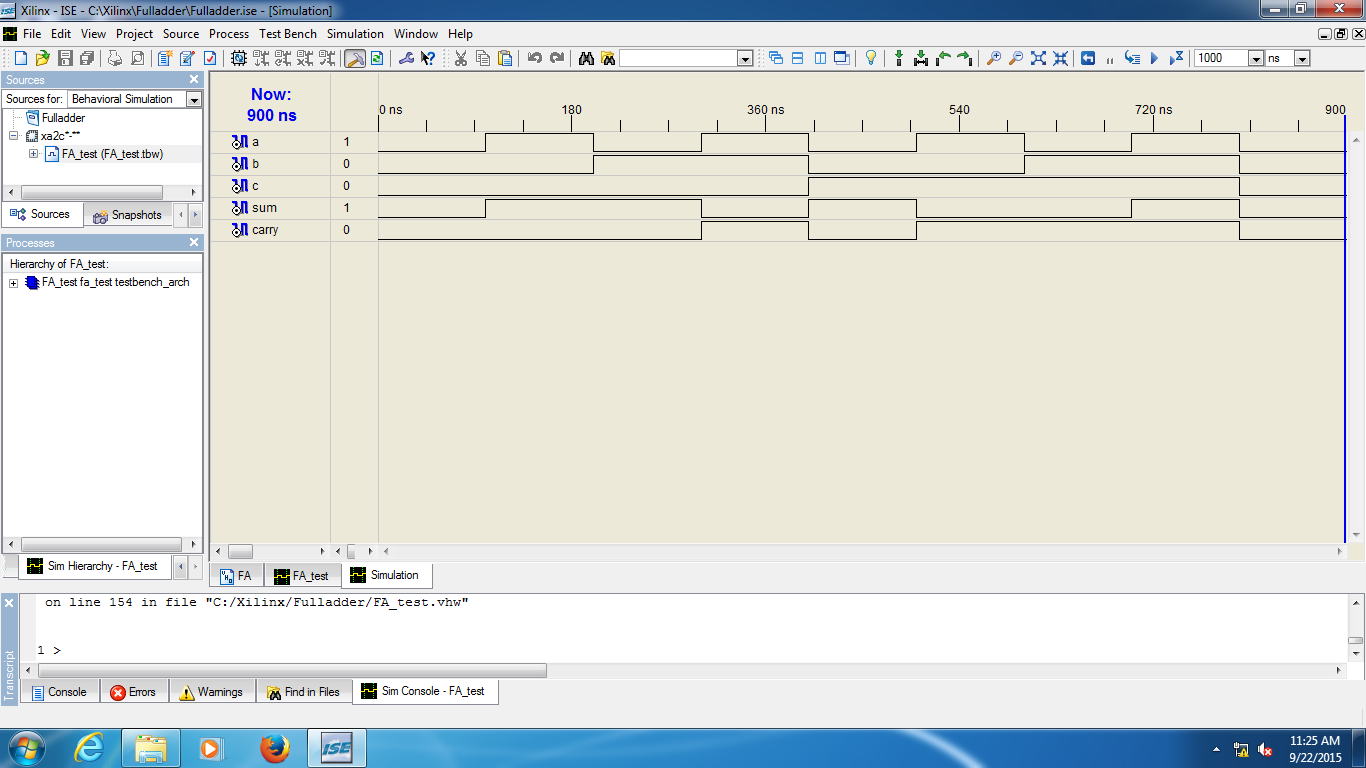 Xilinx - ISE - C:\Xilinx\Fulladder\Fulladder.ise - [Simulation]
File Edit View Project Source Process Test Bench Simulation Window Help
1000 ns
Sources
Sources for: Behavioral Simulation
Fulladder
xa2c*-**
FA_test (FA_test.tbw)
Sources Snapshots
Processes
Hierarchy of FA_test:
FA_test fa_test testbench_arch
Sim Hierarchy - FA_test
Now:
900 ns
0 ns 180 360 ns 540 720 ns 900
a 1
b 0
c 0
sum 1
carry 0
FA FA_test Simulation
on line 154 in file "C:/Xilinx/Fulladder/FA_test.vhw"
1 >
Transcript
Console Errors Warnings Find in Files Sim Console - FA_test
ISE
11:25 AM
9/22/2015